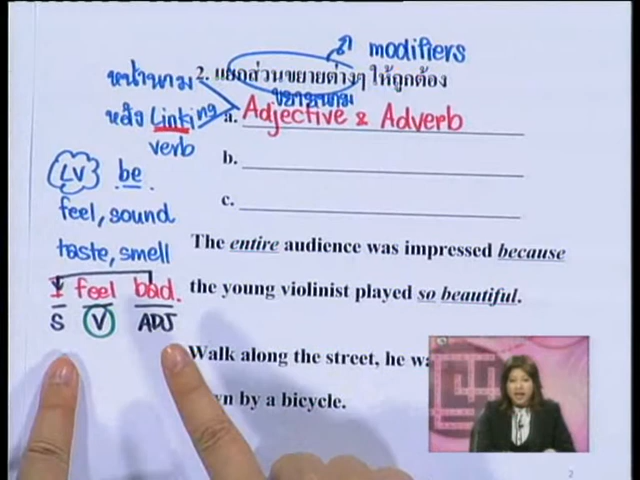 modifiers
หน้านาม
2. แยกส่วนขยายต่างๆ ให้ถูกต้อง
ขยายนาม
หลัง Linking
verb
a. Adjective & Adverb
b.
c.
LV be
feel, sound
taste, smell
I feel bad.
S V ADJ
The entire audience was impressed because
the young violinist played so beautiful.
Walk along the street, he wa
wn by a bicycle.
2